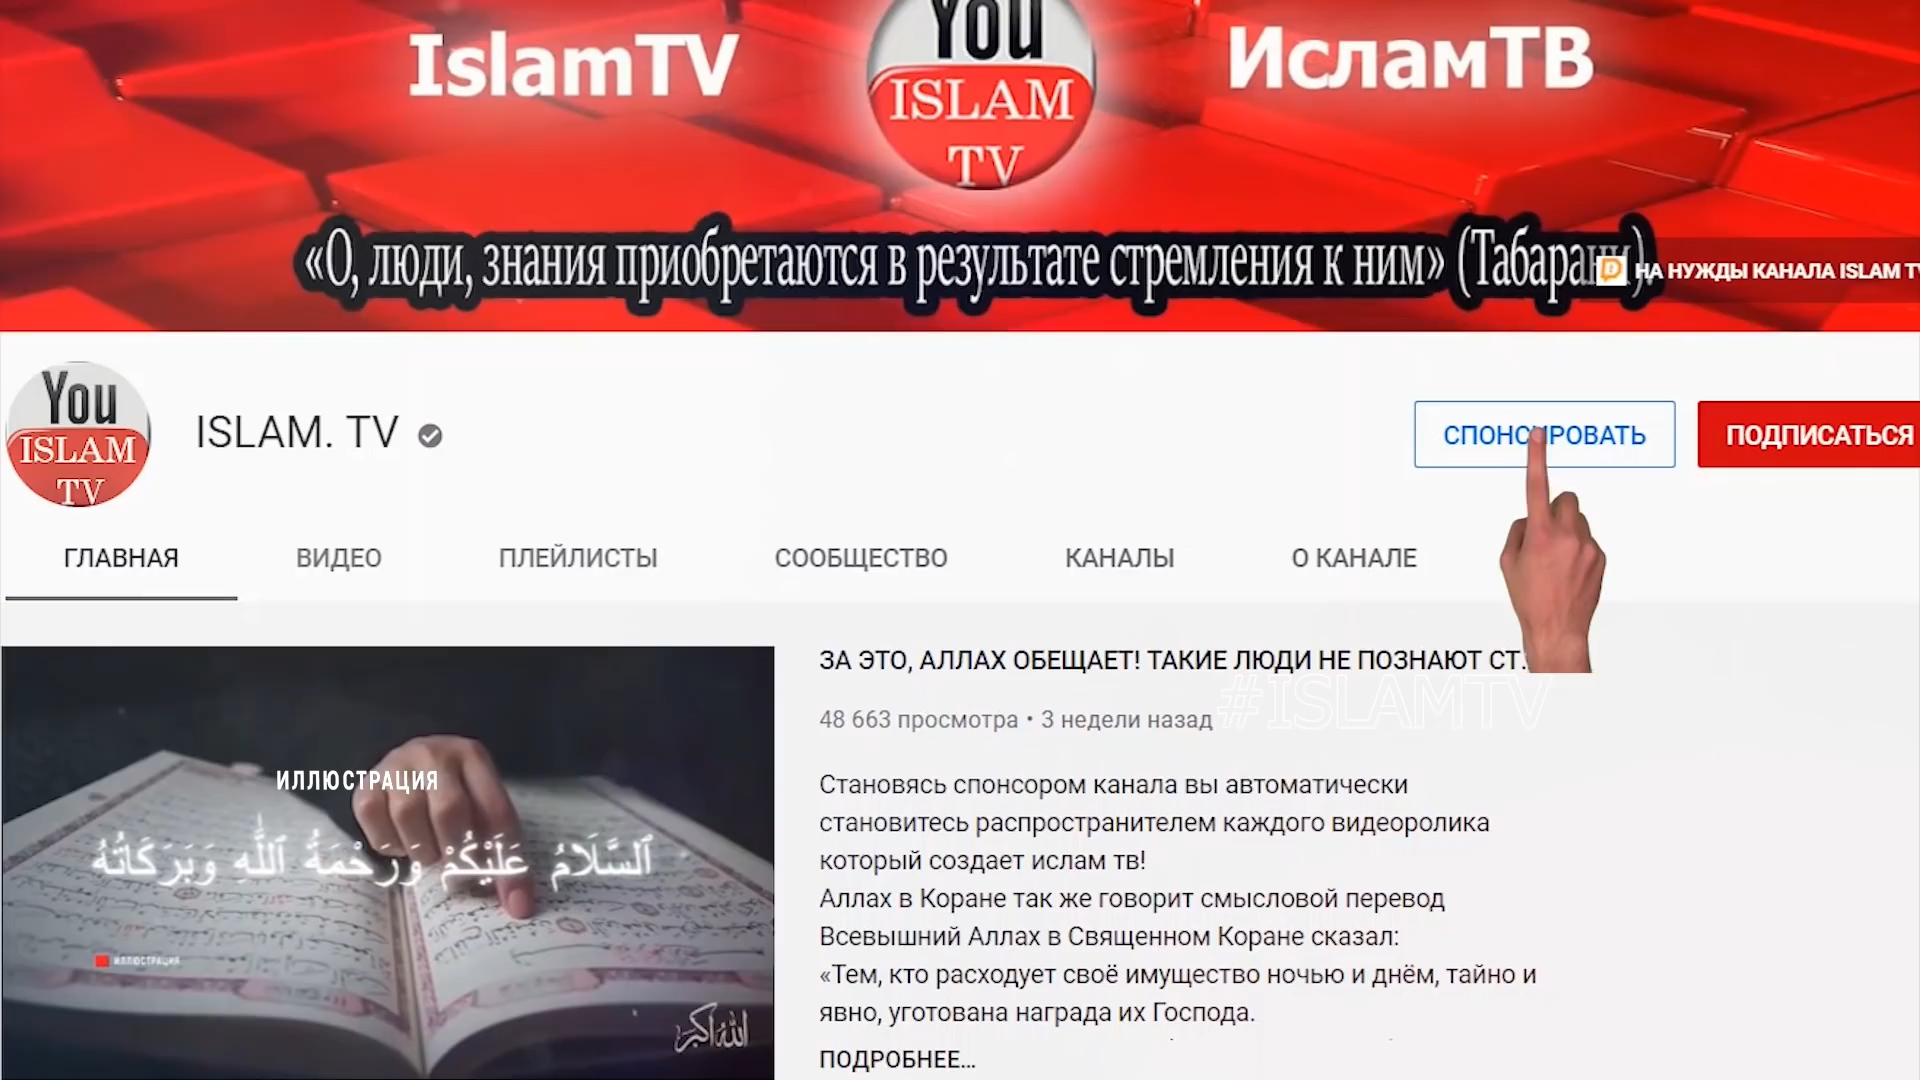 IslamTV
You
ISLAM
TV
ИсламТВ
«О, люди, знания приобретаются в результате стремления к ним» (Табарани).
НА НУЖДЫ КАНАЛА ISLAM TV
You
ISLAM
TV
ISLAM. TV
СПОНСИРОВАТЬ
ПОДПИСАТЬСЯ
ГЛАВНАЯ
ВИДЕО
ПЛЕЙЛИСТЫ
СООБЩЕСТВО
КАНАЛЫ
О КАНАЛЕ
ИЛЛЮСТРАЦИЯ
ٱلسَّلَامُ عَلَيْكُمْ وَرَحْمَةُ ٱللَّهِ وَبَرَكَاتُهُ
ИЛЛЮСТРАЦИЯ
الله أكبر
ЗА ЭТО, АЛЛАХ ОБЕЩАЕТ! ТАКИЕ ЛЮДИ НЕ ПОЗНАЮТ СТ.
#ISLAMTV
48 663 просмотра • 3 недели назад
Становясь спонсором канала вы автоматически
становитесь распространителем каждого видеоролика
который создает ислам тв!
Аллах в Коране так же говорит смысловой перевод
Всевышний Аллах в Священном Коране сказал:
«Тем, кто расходует своё имущество ночью и днём, тайно и
явно, уготована награда их Господа.
ПОДРОБНЕЕ...